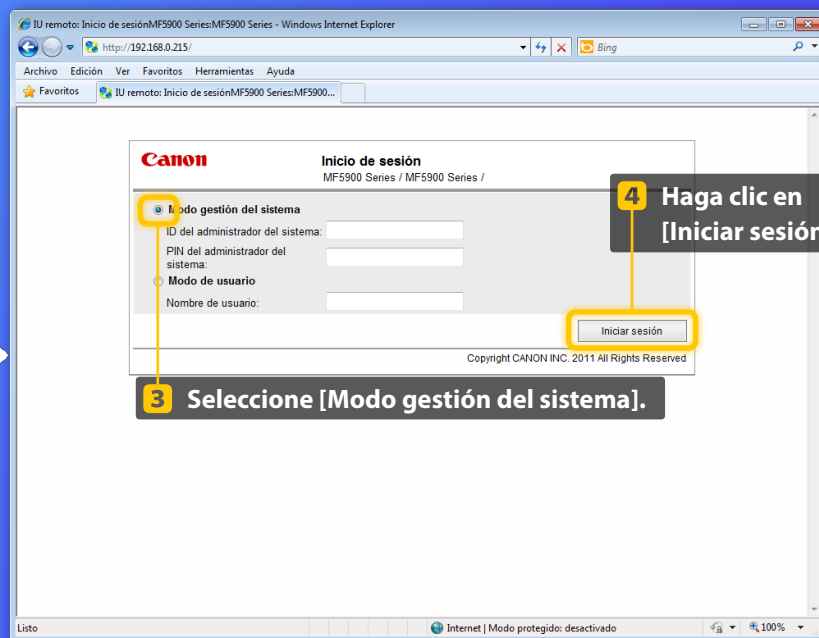 IU remoto: Inicio de sesiónMF5900 Series:MF5900 Series - Windows Internet Explorer
http://192.168.0.215/
Bing
Archivo Edición Ver Favoritos Herramientas Ayuda
Favoritos
IU remoto: Inicio de sesiónMF5900 Series:MF5900...
Canon
Inicio de sesión
MF5900 Series / MF5900 Series /
4 Haga clic en
[Iniciar sesión
Modo gestión del sistema
ID del administrador del sistema:
PIN del administrador del
sistema:
Modo de usuario
Nombre de usuario:
Iniciar sesión
Copyright CANON INC. 2011 All Rights Reserved
3 Seleccione [Modo gestión del sistema].
Listo
Internet | Modo protegido: desactivado
100%